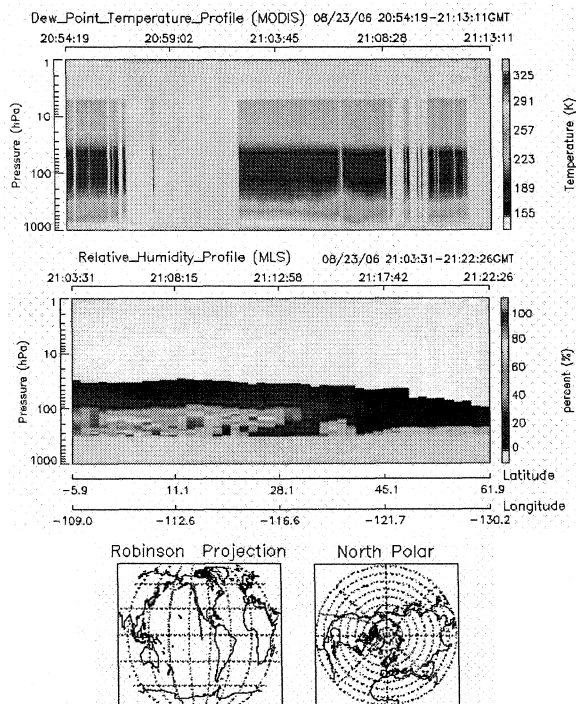 Dew_Point_Temperature_Profile (MODIS) 08/23/06 20:54:19-21:13:11GMT
20:54:19 20:59:02 21:03:45 21:08:28 21:13:11
1
10
100
1000
Pressure (hPa)
325
291
257
223
189
155
Temperature (K)
Relative_Humidity_Profile (MLS) 08/23/06 21:03:31-21:22:26GMT
21:03:31 21:08:15 21:12:58 21:17:42 21:22:26
1
10
100
1000
Pressure (hPa)
100
80
60
40
20
0
percent (%)
Latitude
-5.9 11.1 28.1 45.1 61.9
Longitude
-109.0 -112.6 -116.6 -121.7 -130.2
Robinson Projection North Polar